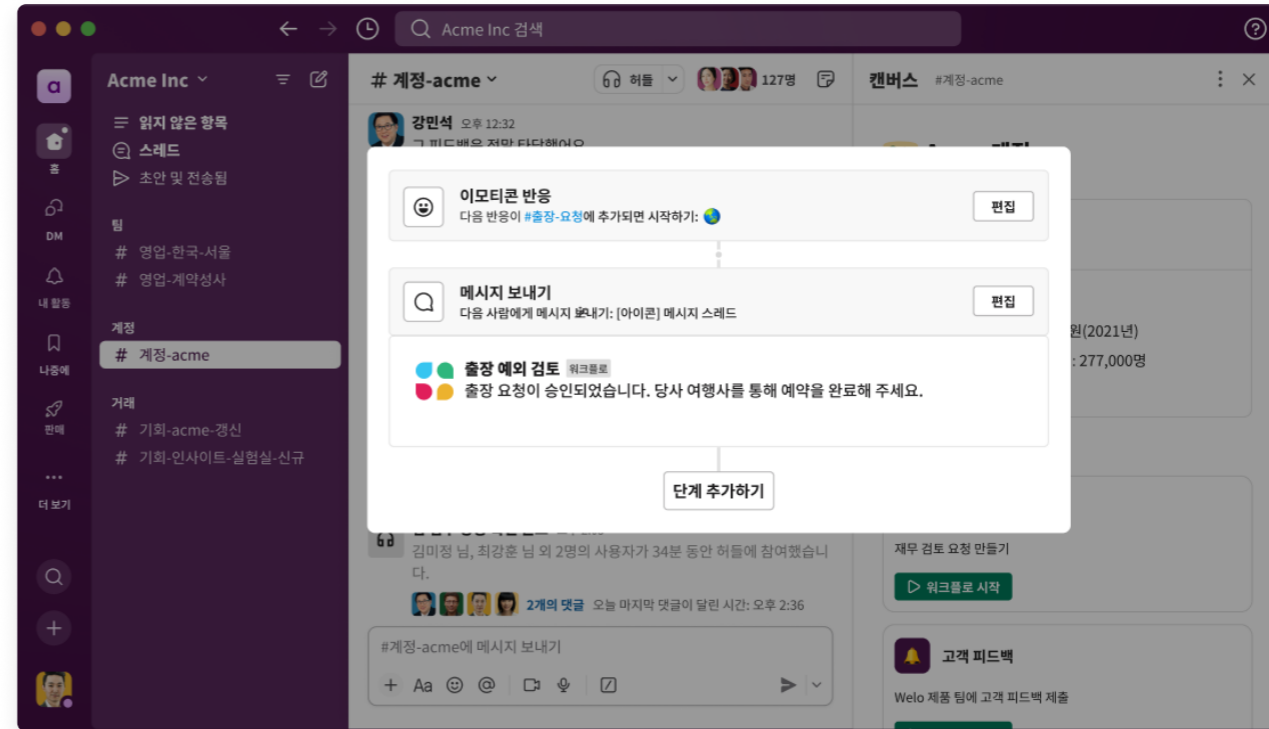 Acme Inc 검색
a
홈
DM
내 활동
나중에
판매
더 보기
Acme Inc
읽지 않은 항목
스레드
초안 및 전송됨
팀
# 영업-한국-서울
# 영업-계약성사
계정
# 계정-acme
거래
# 기회-acme-갱신
# 기회-인사이트-실험실-신규
# 계정-acme
허들
127명
강민석 오후 12:32
그 피드백은 정말 타당했어요
이모티콘 반응
다음 반응이 #출장-요청에 추가되면 시작하기:
편집
메시지 보내기
다음 사람에게 메시지 보내기: [아이콘] 메시지 스레드
편집
출장 예외 검토 워크플로
출장 요청이 승인되었습니다. 당사 여행사를 통해 예약을 완료해 주세요.
단계 추가하기
김미정 님, 최강훈 님 외 2명의 사용자가 34분 동안 허들에 참여했습니
다.
2개의 댓글 오늘 마지막 댓글이 달린 시간: 오후 2:36
#계정-acme에 메시지 보내기
Aa
캔버스 #계정-acme
원(2021년)
: 277,000명
재무 검토 요청 만들기
워크플로 시작
고객 피드백
Welo 제품 팀에 고객 피드백 제출